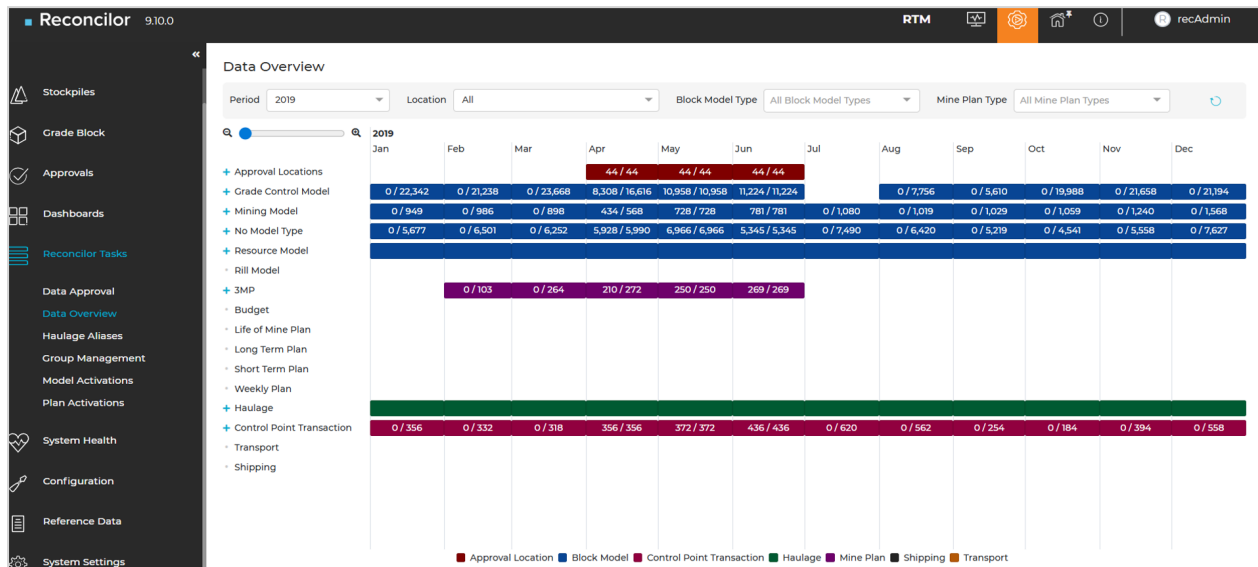 Reconcilor 9.10.0 RTM recAdmin
R
«
Stockpiles
Grade Block
Approvals
Dashboards
Reconcilor Tasks
Data Approval
Data Overview
Haulage Aliases
Group Management
Model Activations
Plan Activations
System Health
Configuration
Reference Data
System Settings
Data Overview
Period 2019 Location All Block Model Type All Block Model Types Mine Plan Type All Mine Plan Types
2019
Jan Feb Mar Apr May Jun Jul Aug Sep Oct Nov Dec
+ Approval Locations 44 / 44 44 / 44 44 / 44
+ Grade Control Model 0 / 22,342 0 / 21,238 0 / 23,668 8,308 / 16,616 10,958 / 10,958 11,224 / 11,224 0 / 7,756 0 / 5,610 0 / 19,988 0 / 21,658 0 / 21,194
+ Mining Model 0 / 949 0 / 986 0 / 898 434 / 568 728 / 728 781 / 781 0 / 1,080 0 / 1,019 0 / 1,029 0 / 1,059 0 / 1,240 0 / 1,568
+ No Model Type 0 / 5,677 0 / 6,501 0 / 6,252 5,928 / 5,990 6,966 / 6,966 5,345 / 5,345 0 / 7,490 0 / 6,420 0 / 5,219 0 / 4,541 0 / 5,558 0 / 7,627
+ Resource Model
Rill Model
+ 3MP 0 / 103 0 / 264 210 / 272 250 / 250 269 / 269
Budget
Life of Mine Plan
Long Term Plan
Short Term Plan
Weekly Plan
+ Haulage
+ Control Point Transaction 0 / 356 0 / 332 0 / 318 356 / 356 372 / 372 436 / 436 0 / 620 0 / 562 0 / 254 0 / 184 0 / 394 0 / 558
Transport
Shipping
Approval Location Block Model Control Point Transaction Haulage Mine Plan Shipping Transport